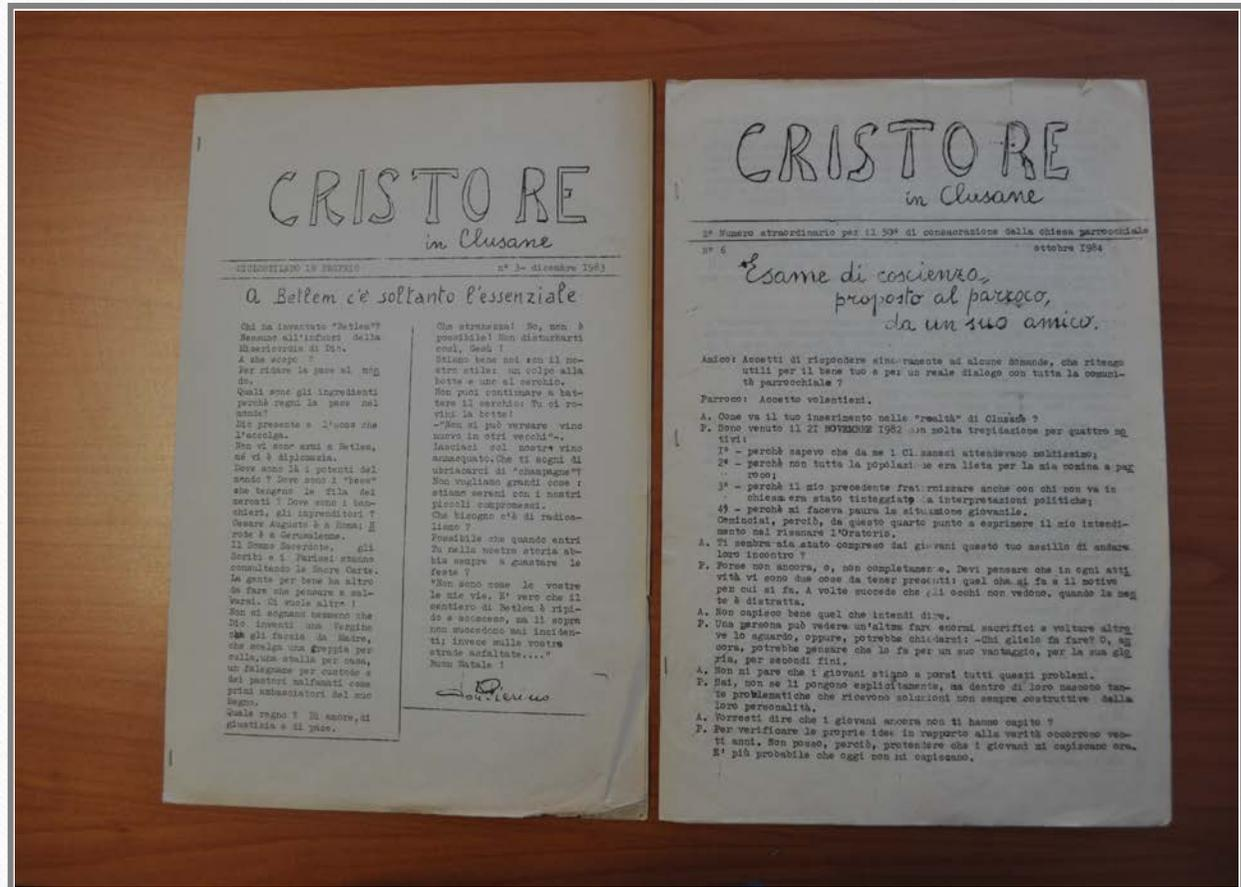 CRISTO RE
in Clusane
CICLOSTILATO IN PROPRIO n° 3- dicembre I983
A Betlem c'è soltanto l'essenziale
Chi ha inventato "Betlem"?
Nessuno all'infuori della
Misericordia di Dio.
A che scopo ?
Per ridare la pace al mon
do.
Quali sono gli ingredienti
perchè regni la pace nel
mondo?
Dio presente e l'uomo che
l'accolga.
Non vi sono armi a Betlem,
né vi è diplomazia.
Dove sono là i potenti del
mondo ? Dove sono i "boss"
che tengono le fila dei
mercati ? Dove sono i ban-
chieri, gli imprenditori ?
Cesare Augusto è a Roma; E
rode è a Gerusalemme.
Il Sommo Sacerdote, gli
Scribi e i Farisei stanno
consultando le Sacre Carte.
La gente per bene ha altro
da fare che pensare a sal-
varsi. Ci vuole altro !
Non si sognano nemmeno che
Dio inventi una Vergine
che gli faccia da Madre,
che scelga una greppia per
culla,una stalla per casa,
un falegname per custode e
dei pastori malfamati come
primi ambasciatori del suo
Regno.
Quale regno ? Di amore,di
giustizia e di pace.
Che stranezza! No, non è
possibile! Non disturbarti
così, Gesù !
Stiamo bene noi con il no-
stro stile: un colpo alla
botte e uno al cerchio.
Non puoi continuare a bat-
tere il cerchio: Tu ci ro-
vini la botte!
-"Non si può versare vino
nuovo in otri vecchi"-.
Lasciaci col nostro vino
annacquato.Che ti sogni di
ubriacarci di "champagne"?
Non vogliamo grandi cose :
stiamo sereni con i nostri
piccoli compromessi.
Che bisogno c'è di radica-
lismo ?
Possibile che quando entri
Tu nella nostra storia ab-
bia sempre a guastare le
feste ?
"Non sono come le vostre
le mie vie. E' vero che il
sentiero di Betlem è ripi-
do e scosceso, ma lì sopra
non succedono mai inciden-
ti; invece sulle vostre
strade asfaltate...."
Buon Natale !
don Pierino
CRISTO RE
in Clusane
2° Numero straordinario per il 50° di consacrazione della chiesa parrocchiale
N° 6 ottobre I984
Esame di coscienza,
proposto al parroco,
da un suo amico.
Amico: Accetti di rispondere sinceramente ad alcune domande, che ritengo
utili per il bene tuo e per un reale dialogo con tutta la comuni-
tà parrocchiale ?
Parroco: Accetto volentieri.
A. Come va il tuo inserimento nelle "realtà" di Clusane ?
P. Sono venuto il 2I NOVEMBRE I982 con molta trepidazione per quattro mo
tivi:
I° - perchè sapevo che da me i Clusanesi attendevano moltissimo;
2° - perchè non tutta la popolazione era lieta per la mia nomina a par
roco;
3° - perchè il mio precedente fraternizzare anche con chi non va in
chiesa era stato tinteggiato da interpretazioni politiche;
4° - perchè mi faceva paura la situazione giovanile.
Cominciai, perciò, da questo quarto punto a esprimere il mio intendi-
mento nel risanare l'Oratorio.
A. Ti sembra sia stato compreso dai giovani questo tuo assillo di andare
loro incontro ?
P. Forse non ancora, o, non completamente. Devi pensare che in ogni atti
vità vi sono due cose da tener presenti: quel che si fa e il motivo
per cui si fa. A volte succede che gli occhi non vedono, quando la men
te è distratta.
A. Non capisco bene quel che intendi dire.
P. Una persona può vedere un'altra fare enormi sacrifici e voltare altro
ve lo sguardo, oppure, potrebbe chiedersi: -Chi glielo fa fare? O, an
cora, potrebbe pensare che lo fa per un suo vantaggio, per la sua glo
ria, per secondi fini.
A. Non mi pare che i giovani stiano a porsi tutti questi problemi.
P. Sai, non se li pongono esplicitamente, ma dentro di loro nascono tan-
te problematiche che ricevono soluzioni non sempre costruttive della
loro personalità.
A. Vorresti dire che i giovani ancora non ti hanno capito ?
P. Per verificare le proprie idee in rapporto alla verità occorrono ven-
ti anni. Non posso, perciò, pretendere che i giovani mi capiscano ora.
E' più probabile che oggi non mi capiscano.